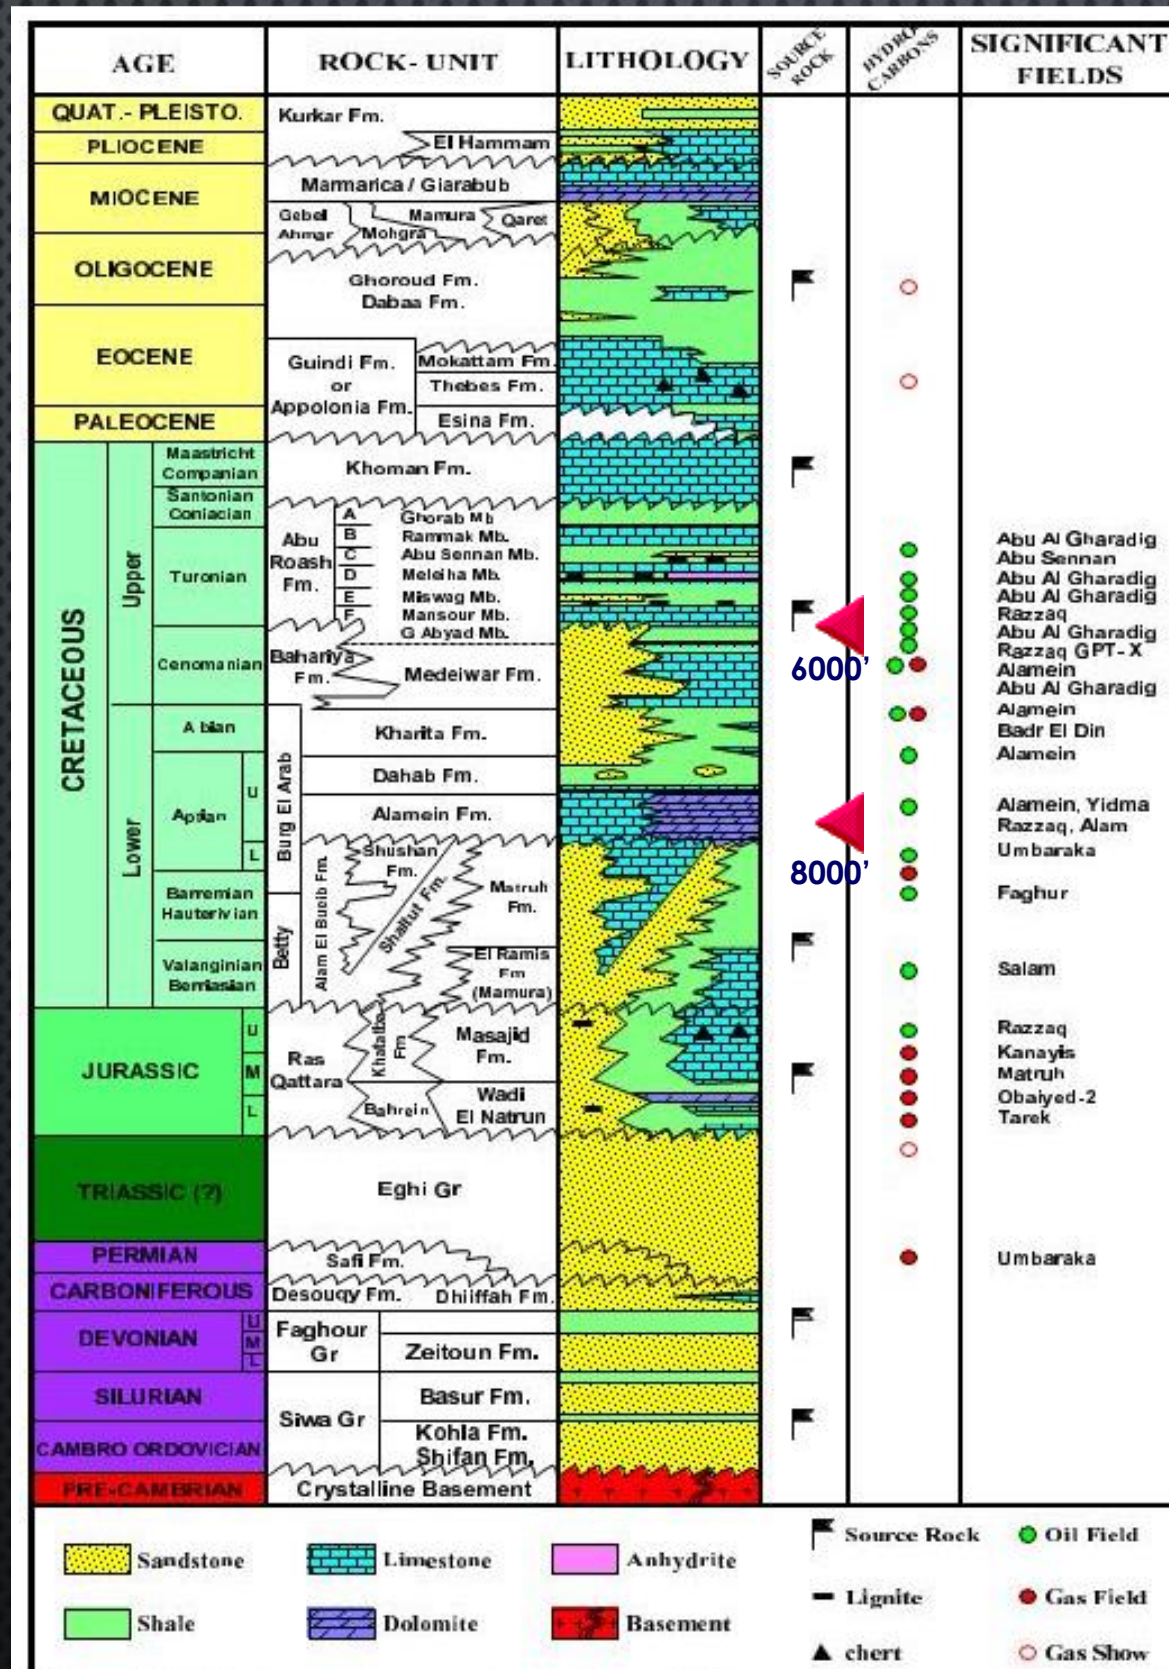 AGE
ROCK- UNIT
LITHOLOGY
SOURCE
ROCK
HYDRO
CARBONS
SIGNIFICANT
FIELDS
QUAT.- PLEISTO.
Kurkar Fm.
PLIOCENE
El Hammam
MIOCENE
Marmarica / Giarabub
Gebell
Ahmar
Mohgra
Mamura
Qaret
OLIGOCENE
Ghoroud Fm.
Dabaa Fm.
EOCENE
Guindi Fm.
or
Appolonia Fm.
Mokattam Fm.
Thebes Fm.
PALEOCENE
Esina Fm.
CRETACEOUS
Upper
Maastricht
Companian
Khoman Fm.
Santonian
Coniacian
Turonian
Abu
Roash
Fm.
A Ghorab Mb
B Rammak Mb.
C Abu Sennan Mb.
D Meleiha Mb.
E Miswag Mb.
F Mansour Mb.
G Abyad Mb.
Cenomanian
Bahariya
Fm.
Medeiwar Fm.
6000'
Abu Al Gharadig
Abu Sennan
Abu Al Gharadig
Abu Al Gharadig
Razzaq
Abu Al Gharadig
Razzaq GPT-X
Alamein
Abu Al Gharadig
Lower
Albian
Burg El Arab
Kharita Fm.
Alamein
Badr El Din
Dahab Fm.
Alamein
Aptian
U
L
Alamein Fm.
8000'
Alamein, Yidma
Razzaq, Alam
Umbaraka
Alam El Bueib Fm.
Shushan
Fm.
Shaltut Fm.
Matruh
Fm.
Barremian
Hauterivian
Faghur
Betty
Valanginian
Berriasian
El Ramis
Fm
(Mamura)
Salam
JURASSIC
U
M
L
Ras
Qattara
Khatatba
Fm
Masajid
Fm.
Bahrein
Wadi
El Natrun
Razzaq
Kanayis
Matruh
Obaiyed-2
Tarek
TRIASSIC (?)
Eghi Gr
PERMIAN
Safi Fm.
Umbaraka
CARBONIFEROUS
Desouqy Fm.
Dhiiffah Fm.
DEVONIAN
U
M
L
Faghour
Gr
Zeitoun Fm.
SILURIAN
Siwa Gr
Basur Fm.
CAMBRO ORDOVICIAN
Kohla Fm.
Shifan Fm.
PRE-CAMBRIAN
Crystalline Basement
Sandstone
Limestone
Anhydrite
Source Rock
Oil Field
Shale
Dolomite
Basement
Lignite
Gas Field
chert
Gas Show